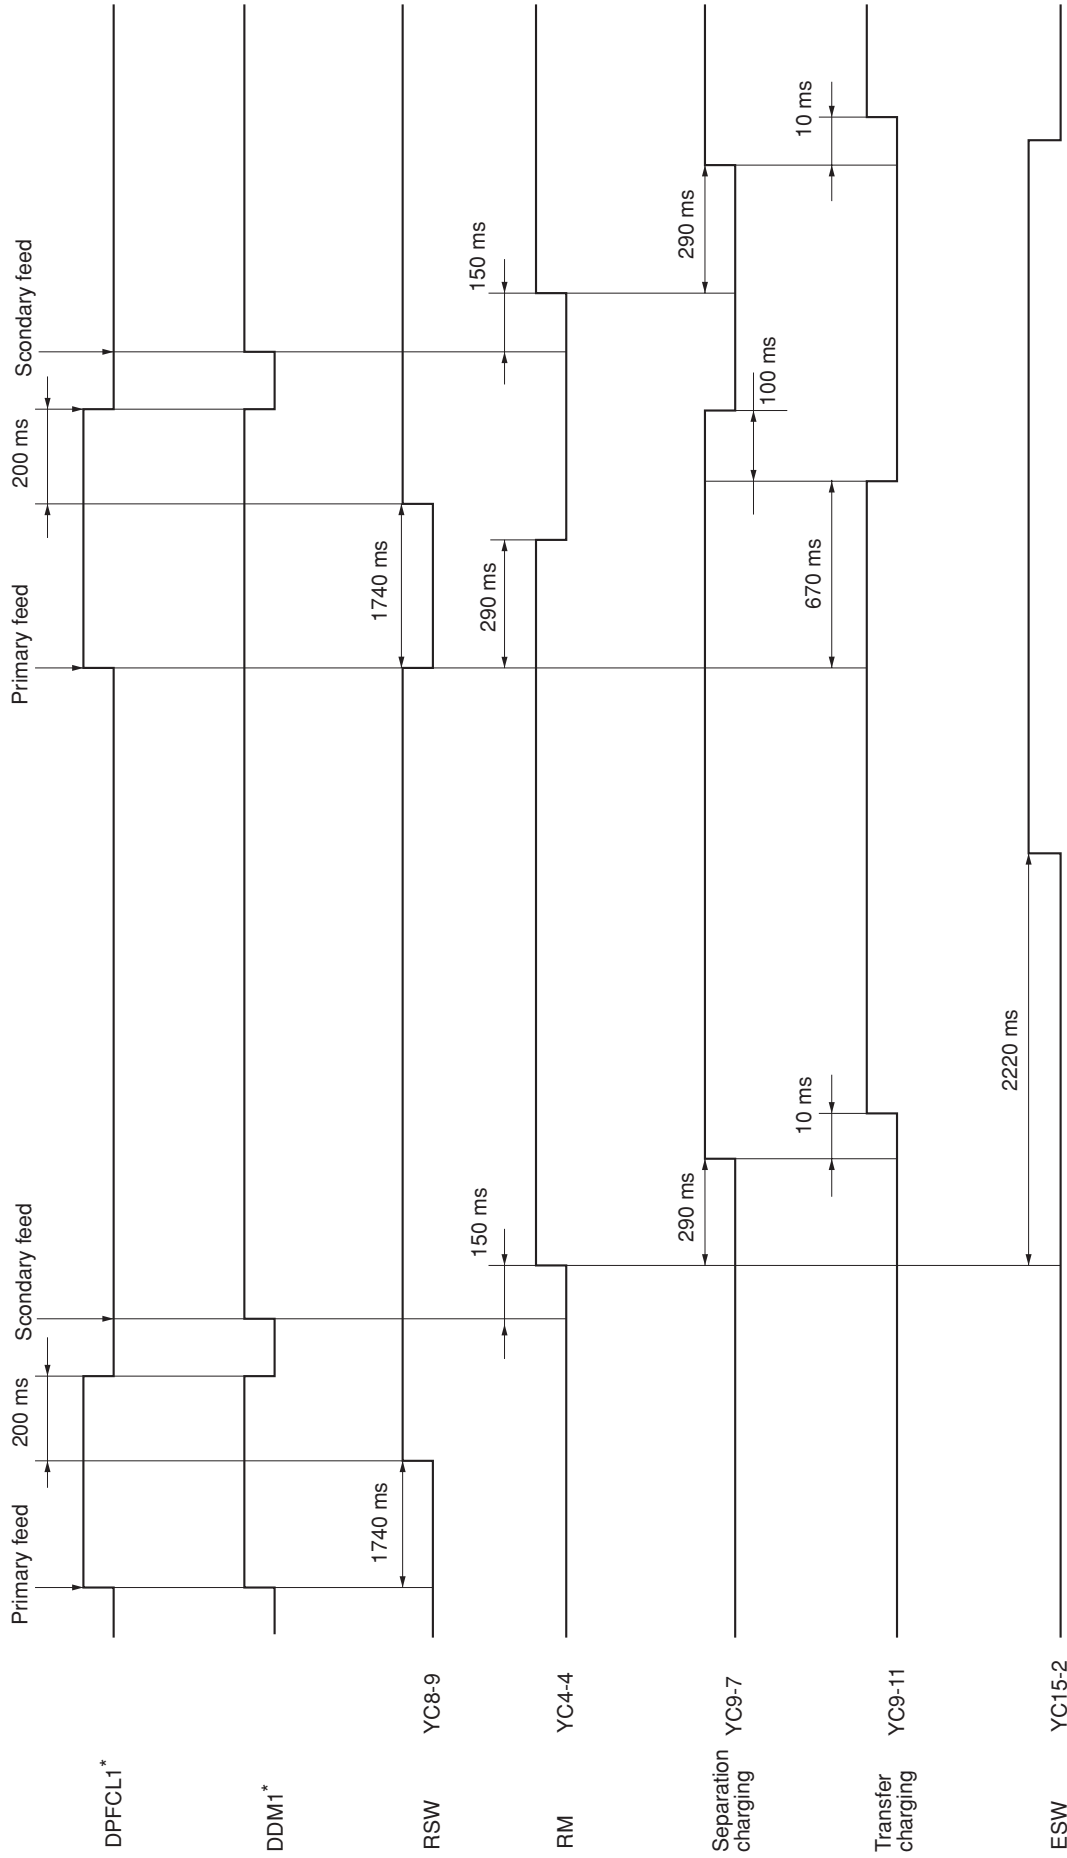 Primary feed
200 ms
Scondary feed
Primary feed
200 ms
Scondary feed
DPFCL1*
DDM1*
RSW YC8-9
1740 ms
1740 ms
RM YC4-4
150 ms
290 ms
150 ms
Separation
charging
YC9-7
290 ms
100 ms
290 ms
Transfer
charging
YC9-11
10 ms
670 ms
10 ms
ESW YC15-2
2220 ms